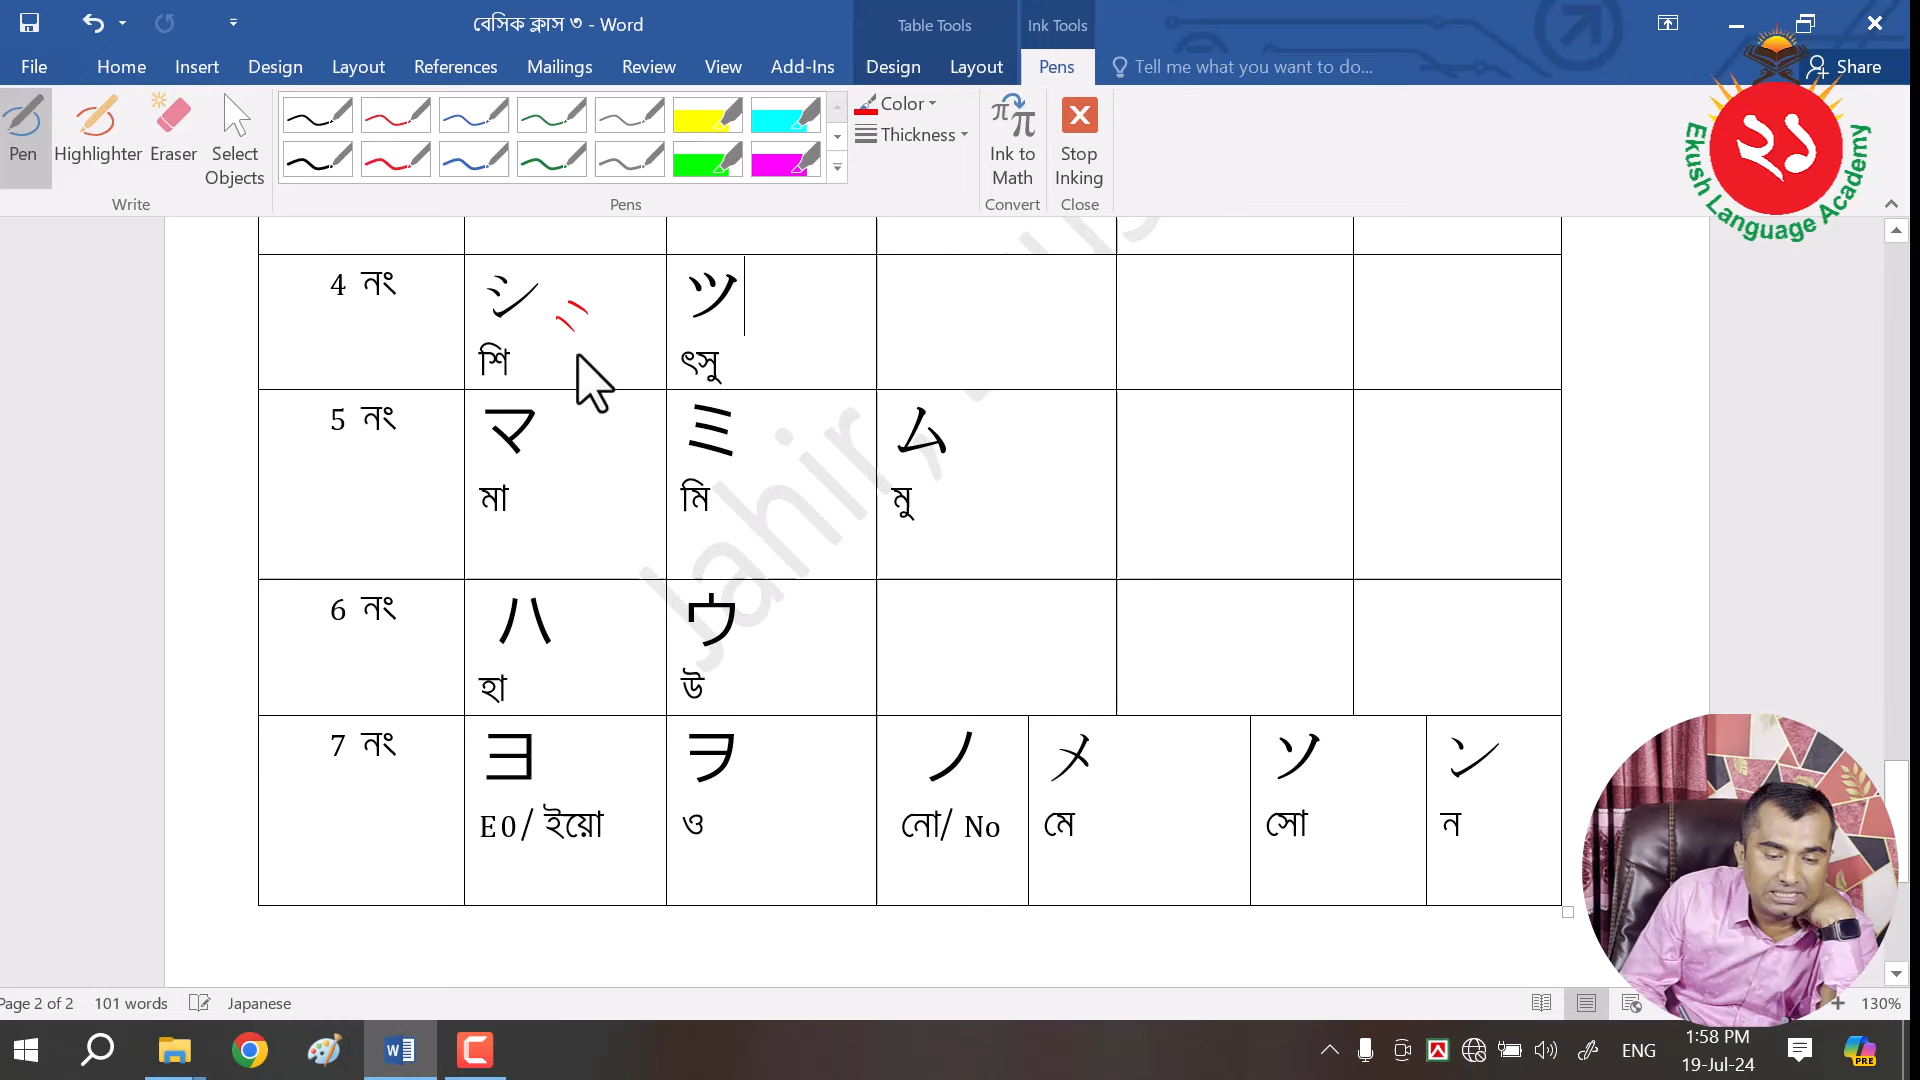 বেসিক ক্লাস ৩ - Word
Table Tools
Ink Tools
File Home Insert Design Layout References Mailings Review View Add-Ins Design Layout Pens Tell me what you want to do... Share
Pen Highlighter Eraser Select Objects
Color
Thickness
Ink to Math
Stop Inking
Write Pens Convert Close
২১
Ekush Language Academy
4 নং シ ツ
শি ৎসু
5 নং マ ミ ム
মা মি মু
6 নং ハ ウ
হা উ
7 নং ヨ ヲ ノ メ ソ ン
E0/ ইয়ো ও নো/ No মে সো ন
Jahir
Page 2 of 2 101 words Japanese 130%
ENG
1:58 PM
19-Jul-24
PRE